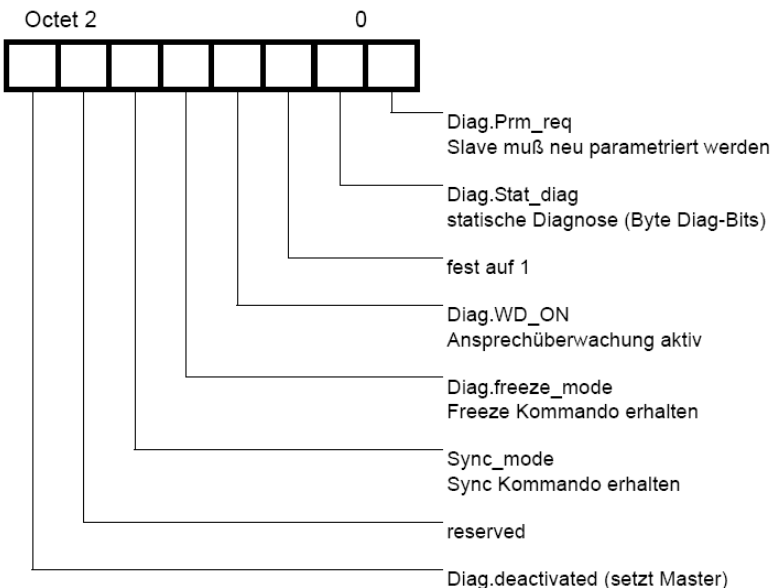 Octet 2 0
Diag.Prm_req
Slave muß neu parametriert werden
Diag.Stat_diag
statische Diagnose (Byte Diag-Bits)
fest auf 1
Diag.WD_ON
Ansprechüberwachung aktiv
Diag.freeze_mode
Freeze Kommando erhalten
Sync_mode
Sync Kommando erhalten
reserved
Diag.deactivated (setzt Master)